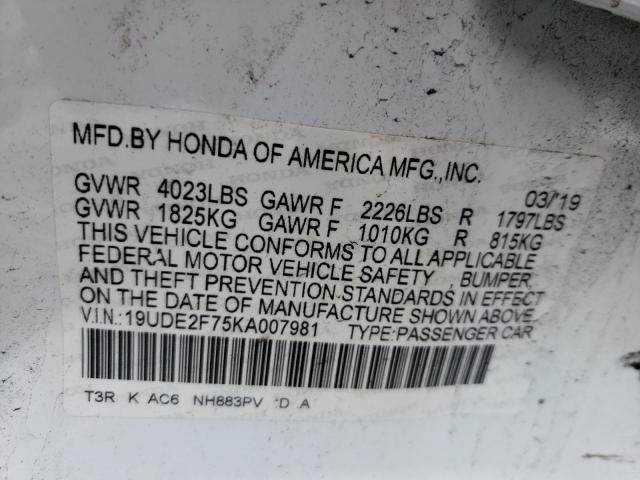 MFD.BY HONDA OF AMERICA MFG.,INC.
03/'19
GVWR 4023LBS GAWR F 2226LBS R 1797LBS
GVWR 1825KG GAWR F 1010KG R 815KG
THIS VEHICLE CONFORMS TO ALL APPLICABLE
FEDERAL MOTOR VEHICLE SAFETY , BUMPER,
AND THEFT PREVENTION STANDARDS IN EFFECT
ON THE DATE OF MANUFACTURE SHOWN ABOVE.
V.I.N.:19UDE2F75KA007981 TYPE:PASSENGER CAR
T3R K AC6 NH883PV :D .A